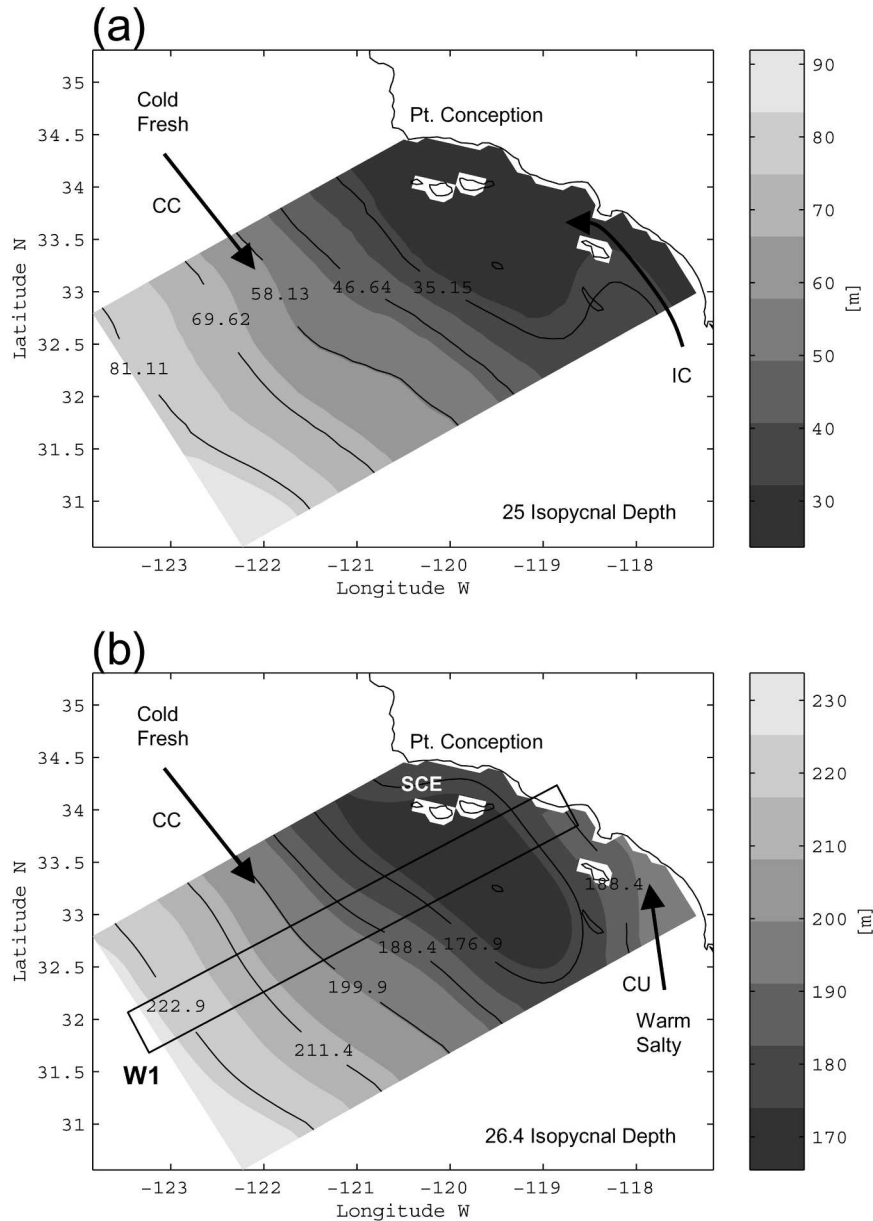 (a)
35
34.5
34
33.5
33
32.5
32
31.5
31
Latitude N
Cold
Fresh
Pt. Conception
CC
58.13
46.64
35.15
69.62
81.11
IC
25 Isopycnal Depth
-123
-122
-121
-120
-119
-118
Longitude W
90
80
70
60
50
40
30
[m]
(b)
35
34.5
34
33.5
33
32.5
32
31.5
31
Latitude N
Cold
Fresh
Pt. Conception
SCE
CC
188.4
188.4
176.9
199.9
222.9
211.4
CU
Warm
Salty
W1
26.4 Isopycnal Depth
-123
-122
-121
-120
-119
-118
Longitude W
230
220
210
200
190
180
170
[m]